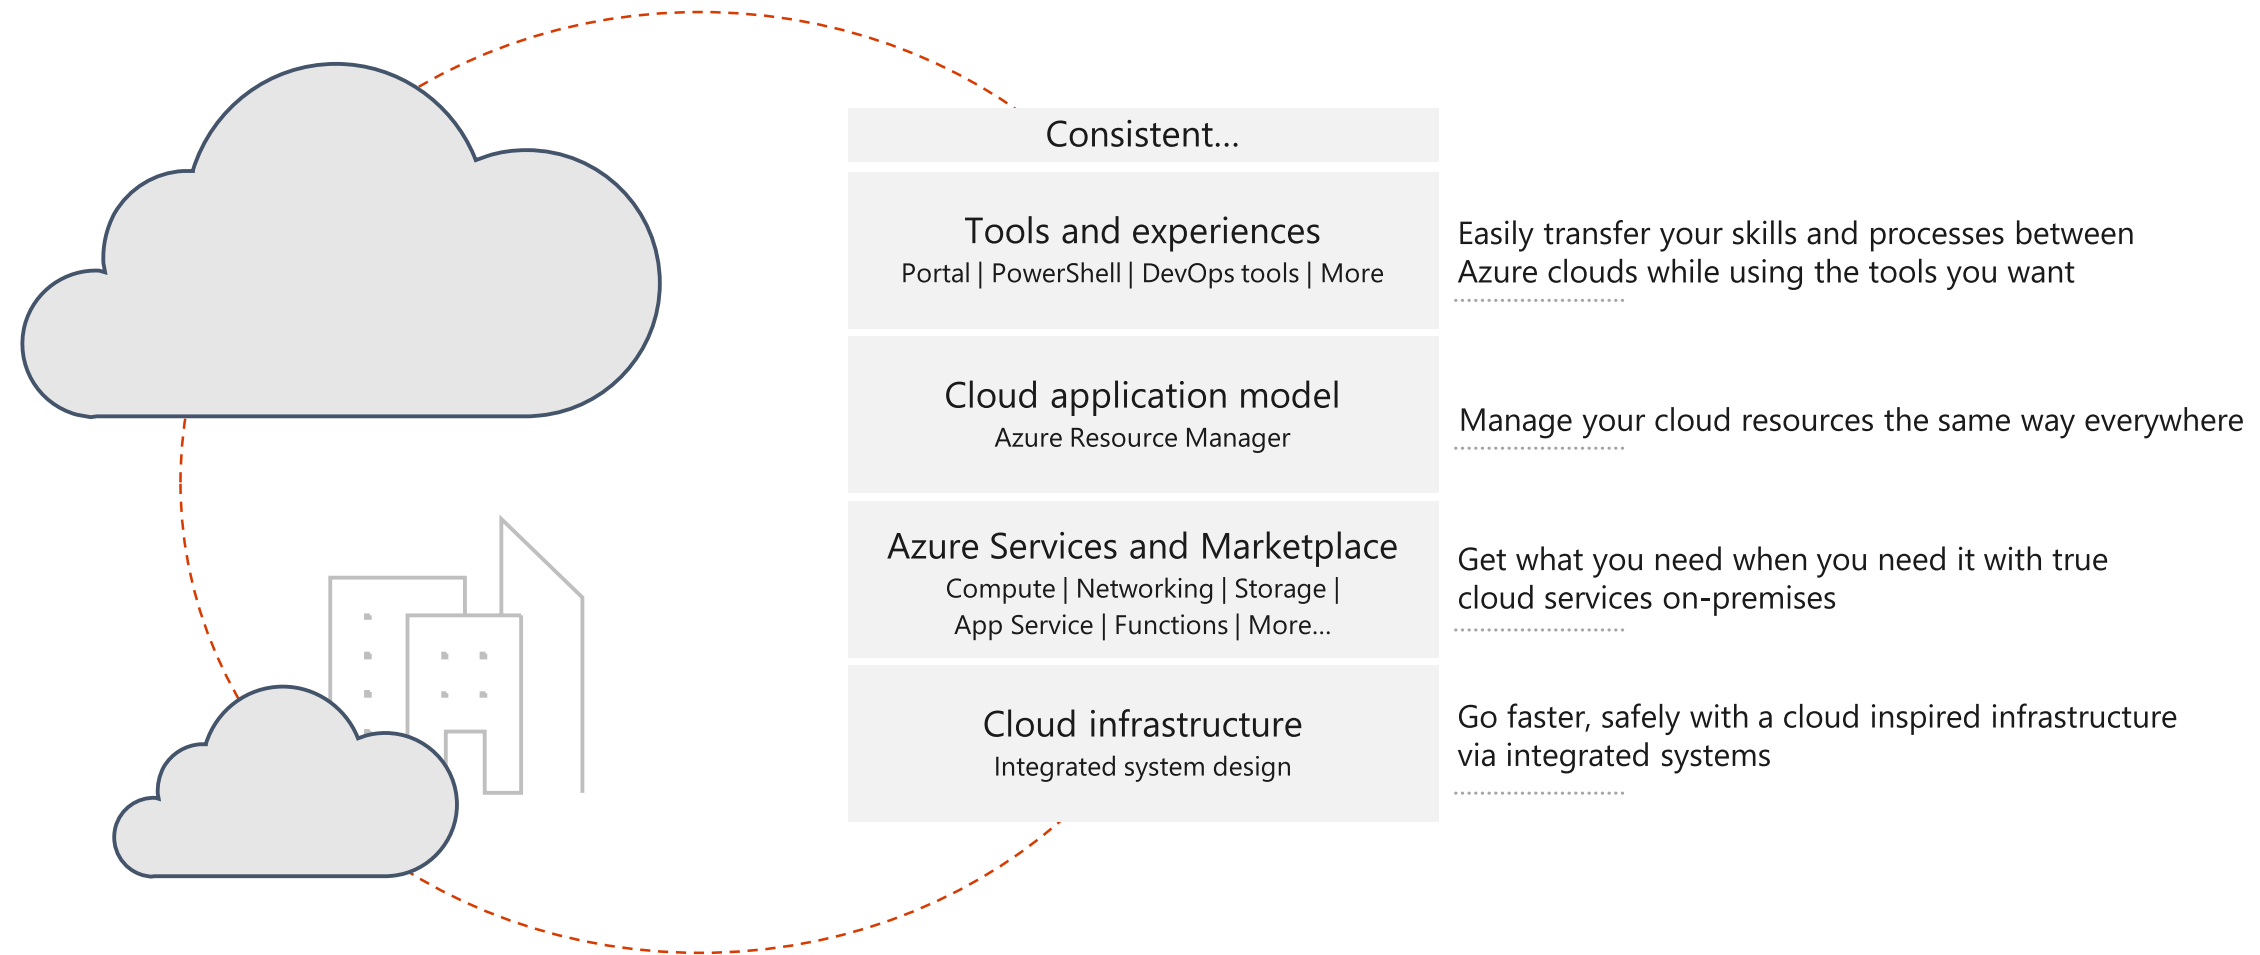 Consistent...
Tools and experiences
Portal | PowerShell | DevOps tools | More
Easily transfer your skills and processes between
Azure clouds while using the tools you want
Cloud application model
Azure Resource Manager
Manage your cloud resources the same way everywhere
Azure Services and Marketplace
Compute | Networking | Storage |
App Service | Functions | More...
Get what you need when you need it with true
cloud services on-premises
Cloud infrastructure
Integrated system design
Go faster, safely with a cloud inspired infrastructure
via integrated systems